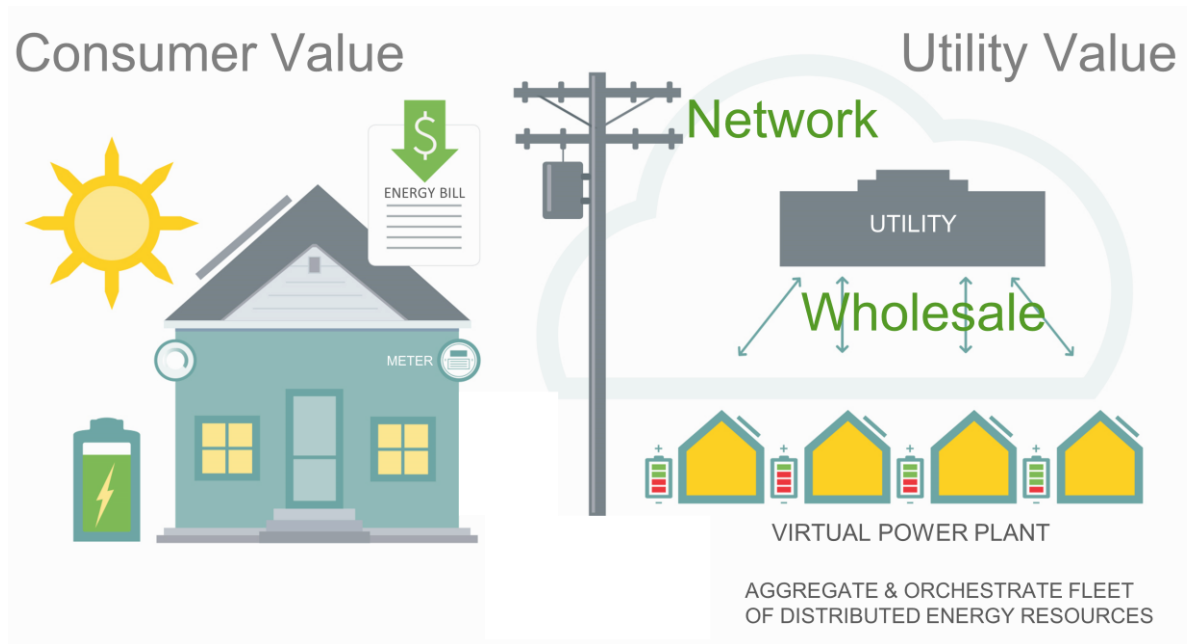 Consumer Value
Utility Value
$
ENERGY BILL
METER
Network
UTILITY
Wholesale
+ + + +
- - - -
VIRTUAL POWER PLANT
AGGREGATE & ORCHESTRATE FLEET
OF DISTRIBUTED ENERGY RESOURCES